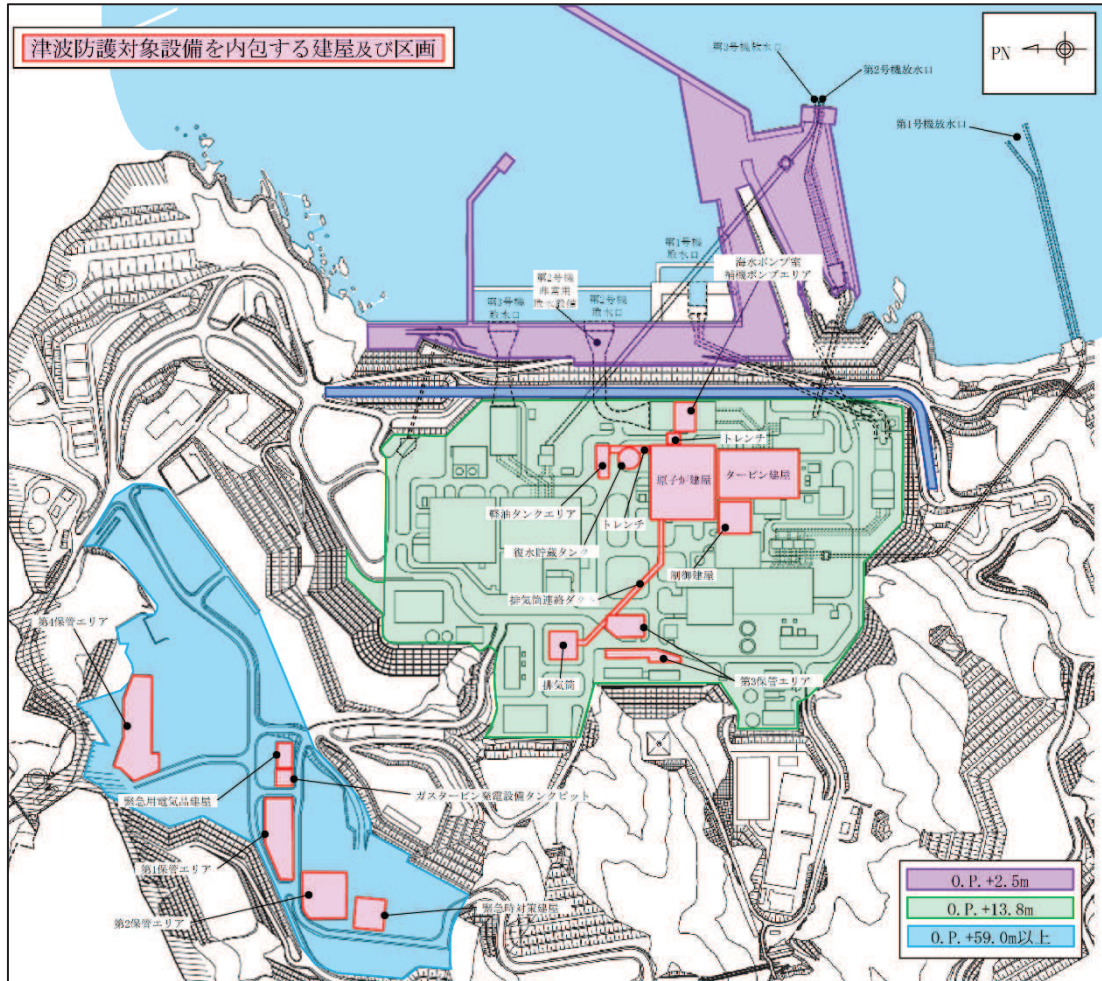 津波防護対象設備を内包する建屋及び区画
PN
第3号機放水口
第2号機放水口
第1号機放水口
第1号機
取水口
海水ポンプ室
補機ポンプエリア
第2号機
非常用
取水設備
第3号機
取水口
第2号機
取水口
トレンチ
原子炉建屋
タービン建屋
軽油タンクエリア
トレンチ
復水貯蔵タンク
制御建屋
排気筒連絡ダクト
第4保管エリア
排気筒
第3保管エリア
緊急用電気品建屋
ガスタービン発電設備タンクピット
第1保管エリア
第2保管エリア
緊急時対策建屋
O.P.+2.5m
O.P.+13.8m
O.P.+59.0m以上